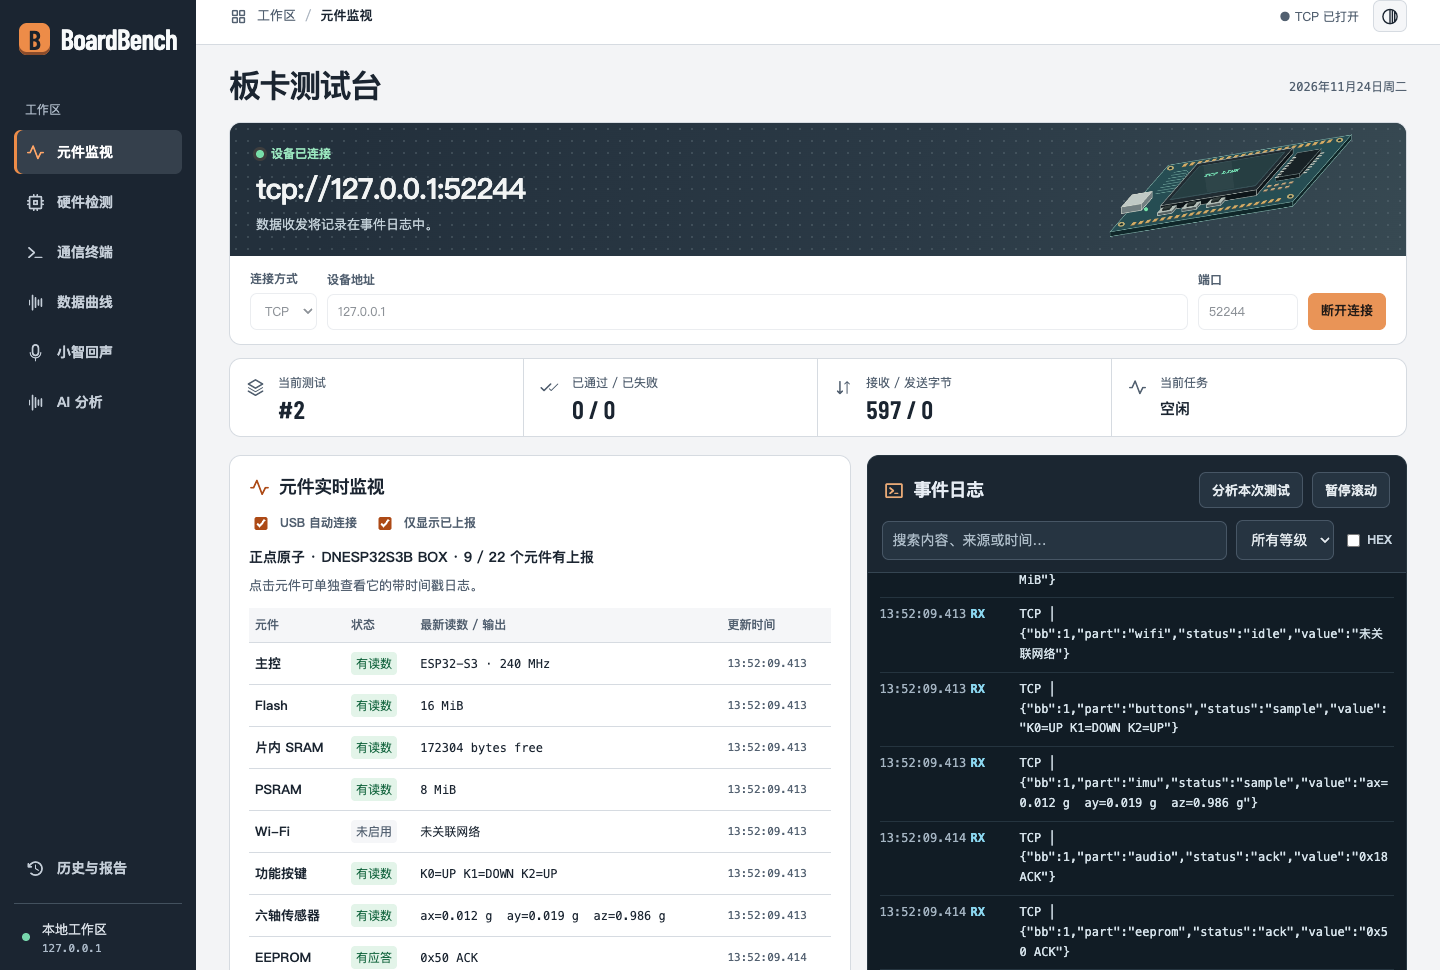 BoardBench
工作区
元件监视
硬件检测
通信终端
数据曲线
小智回声
AI 分析
历史与报告
本地工作区
127.0.0.1
工作区 / 元件监视
TCP 已打开
板卡测试台
2026年11月24日周二
设备已连接
tcp://127.0.0.1:52244
数据收发将记录在事件日志中。
TCP LINK
连接方式
设备地址
端口
TCP
127.0.0.1
52244
断开连接
当前测试
#2
已通过 / 已失败
0 / 0
接收 / 发送字节
597 / 0
当前任务
空闲
元件实时监视
USB 自动连接
仅显示已上报
正点原子 · DNESP32S3B BOX · 9 / 22 个元件有上报
点击元件可单独查看它的带时间戳日志。
元件 状态 最新读数 / 输出 更新时间
主控 有读数 ESP32-S3 · 240 MHz 13:52:09.413
Flash 有读数 16 MiB 13:52:09.413
片内 SRAM 有读数 172304 bytes free 13:52:09.413
PSRAM 有读数 8 MiB 13:52:09.413
Wi-Fi 未启用 未关联网络 13:52:09.413
功能按键 有读数 K0=UP K1=DOWN K2=UP 13:52:09.413
六轴传感器 有读数 ax=0.012 g ay=0.019 g az=0.986 g 13:52:09.413
EEPROM 有应答 0x50 ACK 13:52:09.414
事件日志
分析本次测试
暂停滚动
搜索内容、来源或时间...
所有等级
HEX
MiB"}
13:52:09.413 RX TCP |
{"bb":1,"part":"wifi","status":"idle","value":"未关
联网络"}
13:52:09.413 RX TCP |
{"bb":1,"part":"buttons","status":"sample","value":
"K0=UP K1=DOWN K2=UP"}
13:52:09.413 RX TCP |
{"bb":1,"part":"imu","status":"sample","value":"ax=
0.012 g ay=0.019 g az=0.986 g"}
13:52:09.414 RX TCP |
{"bb":1,"part":"audio","status":"ack","value":"0x18
ACK"}
13:52:09.414 RX TCP |
{"bb":1,"part":"eeprom","status":"ack","value":"0x5
0 ACK"}